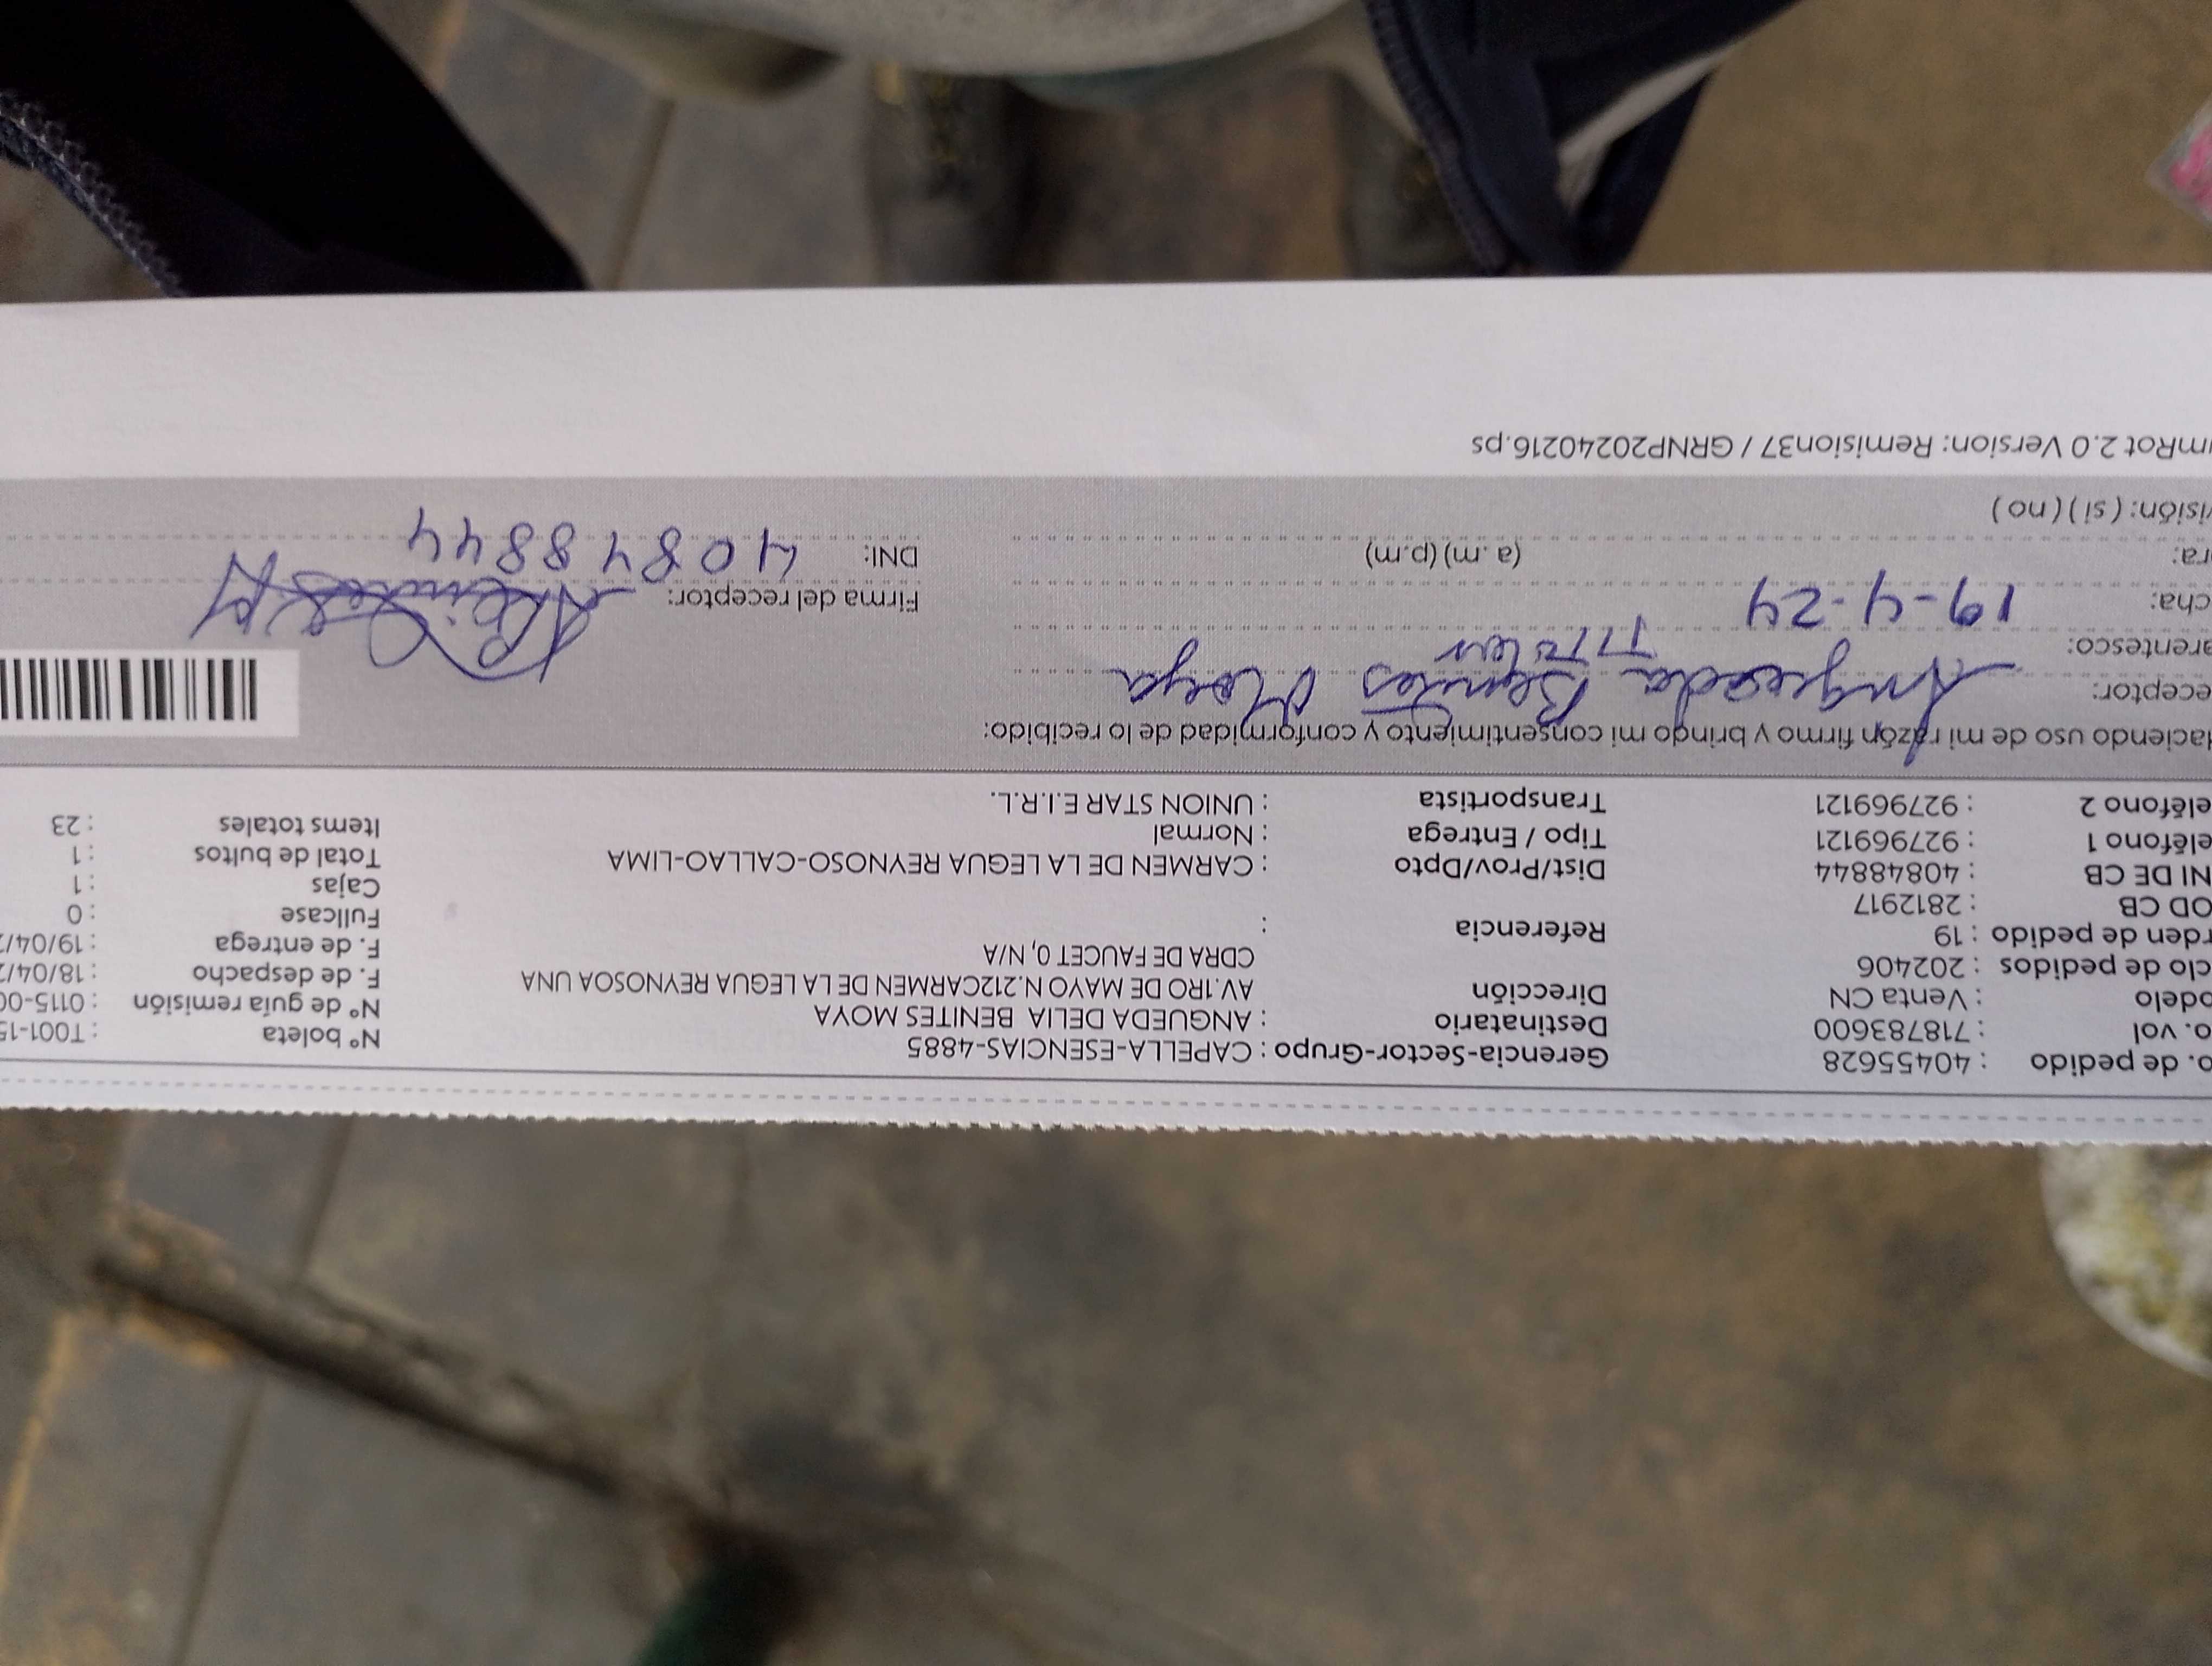 o. de pedido : 40455628 Gerencia-Sector-Grupo : CAPELLA-ESENCIAS-4885
o. vol : 718783600 Destinatario : ANGUEDA DELIA BENITES MOYA Nº boleta : T001-15
odelo : Venta CN Dirección AV.1RO DE MAYO N.212CARMEN DE LA LEGUA REYNOSOA UNA Nº de guía remisión : 0115-00
clo de pedidos : 202406 CDRA DE FAUCET 0, N/A F. de despacho : 18/04/2
rden de pedido : 19 Referencia : F. de entrega : 19/04/2
OD CB : 2812917 Fullcase : 0
NI DE CB : 40848844 Dist/Prov/Dpto : CARMEN DE LA LEGUA REYNOSO-CALLAO-LIMA Cajas : 1
eléfono 1 : 927969121 Tipo / Entrega : Normal Total de bultos : 1
eléfono 2 : 927969121 Transportista : UNION STAR E.I.R.L. Items totales : 23
Haciendo uso de mi razón firmo y brindo mi consentimiento y conformidad de lo recibido:
eceptor: Angueda Benites Moya
arentesco: Titular
cha: 19-4-24 Firma del receptor:
ra: (a. m) (p.m) DNI: 40848844
visión: ( si ) ( no )
mRot 2.0 Version: Remision37 / GRNP20240216.ps